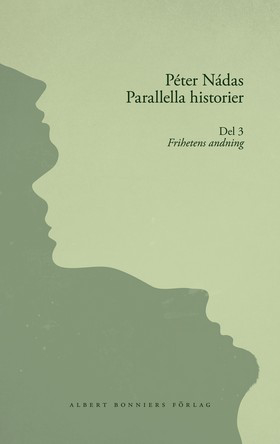 Péter Nádas
Parallella historier
Del 3
Frihetens andning
ALBERT BONNIERS FÖRLAG